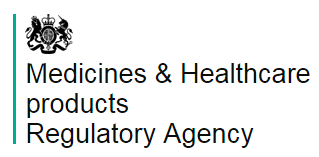 Medicines & Healthcare
products
Regulatory Agency